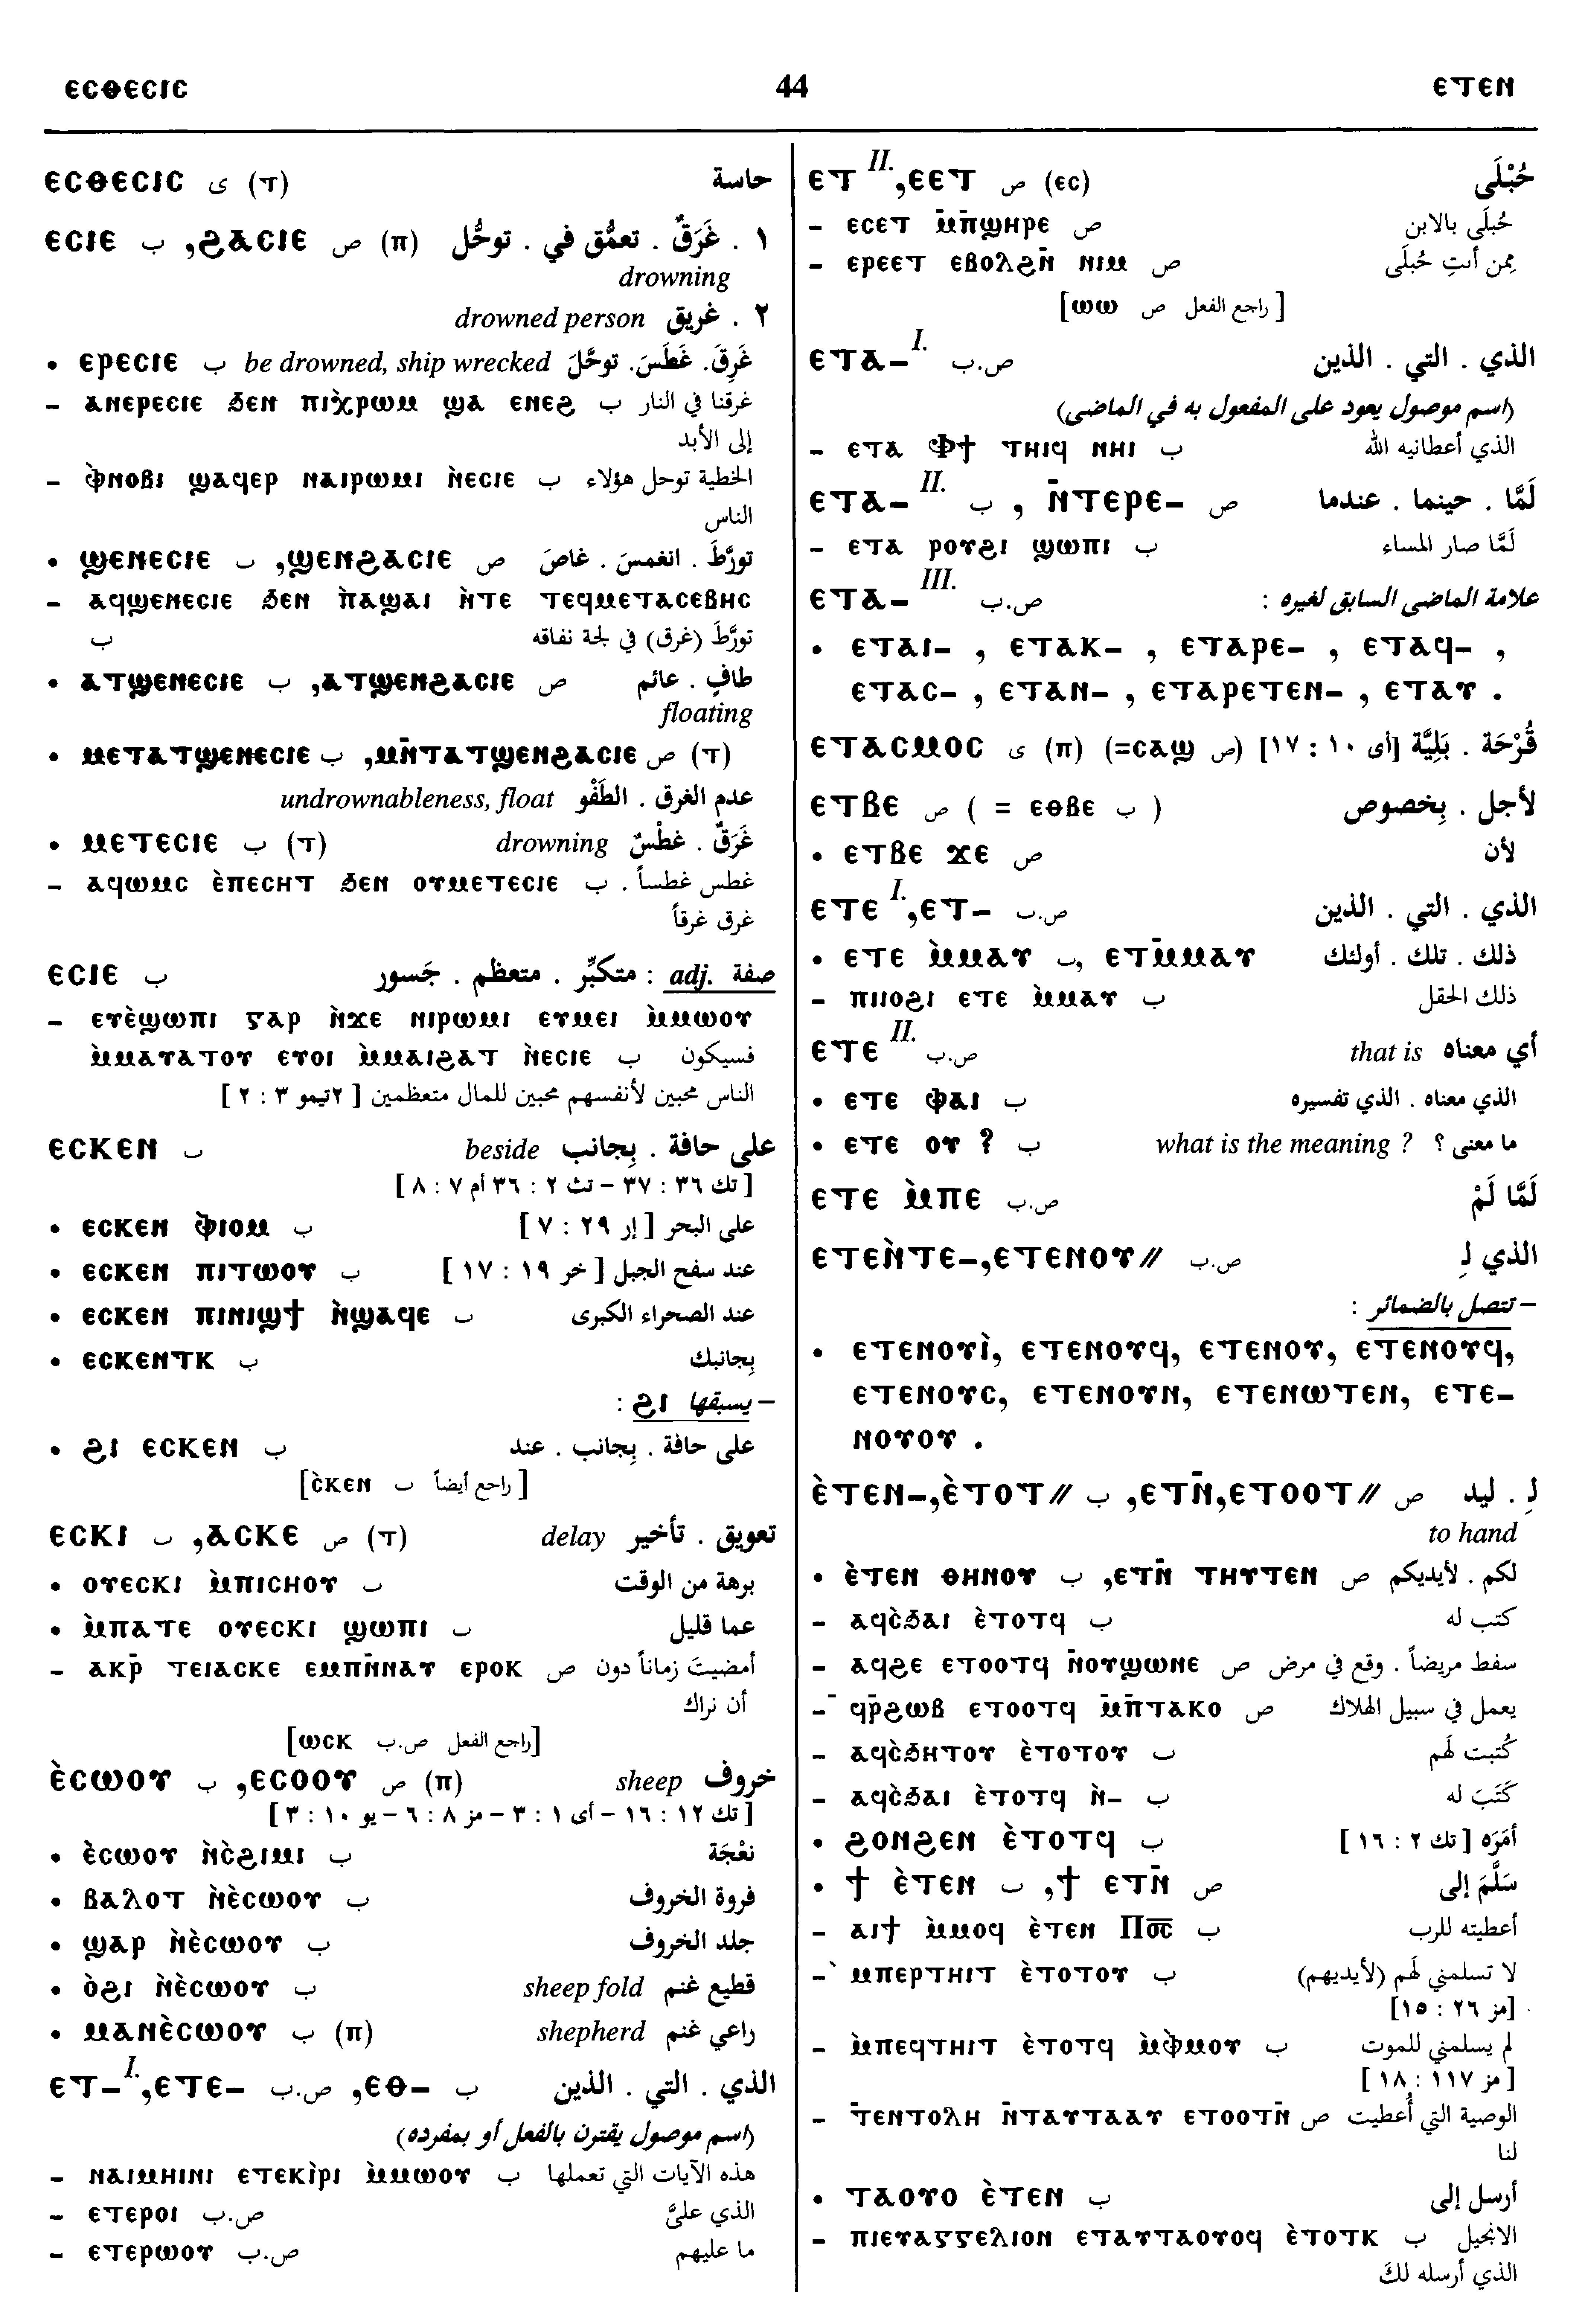 ⲉⲥⲑⲉⲥⲓⲥ 44 ⲉⲧⲉⲛ
ⲉⲥⲑⲉⲥⲓⲥ ى (ⲧ) حاسة
ⲉⲥⲓⲉ ب ,ϩⲁⲥⲓⲉ ص (ⲡ) ١ . غَرَقٌ . تعمُّق في . توحُّل
drowning
٢ . غريق drowned person
• ⲉⲣⲉⲥⲓⲉ ب be drowned, ship wrecked غَرِقَ. غَطَسَ. توحَّلَ
– ⲁⲛⲉⲣⲉⲥⲓⲉ ϧⲉⲛ ⲡⲓⲭ̀ⲣⲱⲙ ϣⲁ ⲉⲛⲉϩ ب غرقنا في النار
إلى الأبد
– ⲫ̀ⲛⲟⲃⲓ ϣⲁϥⲉⲣ ⲛⲁⲓⲣⲱⲙⲓ ⲛ̀ⲉⲥⲓⲉ ب الخطية توحل هؤلاء
الناس
• ϣⲉⲛⲉⲥⲓⲉ ب ,ϣⲉⲛϩⲁⲥⲓⲉ ص تورَّطَ . انغمسَ . غاصَ
– ⲁϥϣⲉⲛⲉⲥⲓⲉ ϧⲉⲛ ⲡ̀ⲁϣⲁⲓ ⲛ̀ⲧⲉ ⲧⲉϥⲙⲉⲧⲁⲥⲉⲃⲏⲥ
ب تورَّطَ (غرق) في لجة نفاقه
• ⲁⲧϣⲉⲛⲉⲥⲓⲉ ب ,ⲁⲧϣⲉⲛϩⲁⲥⲓⲉ ص طافٍ . عائم
floating
• ⲙⲉⲧⲁⲧϣⲉⲛⲉⲥⲓⲉ ب ,ⲙⲛ̄ⲧⲁⲧϣⲉⲛϩⲁⲥⲓⲉ ص (ⲧ)
undrownableness, float عدم الغرق . الطَفْو
• ⲙⲉⲧⲉⲥⲓⲉ ب (ⲧ) drowning غَرَقٌ . غطْسٌ
– ⲁϥⲱⲙⲥ ⲉ̀ⲡⲉⲥⲏⲧ ϧⲉⲛ ⲟⲩⲙⲉⲧⲉⲥⲓⲉ ب غطس غطساً .
غرق غرقاً
ⲉⲥⲓⲉ ب صفة adj. : متكبِّر . متعظم . جَسور
– ⲉⲩⲉ̀ϣⲱⲡⲓ ⲅⲁⲣ ⲛ̀ϫⲉ ⲛⲓⲣⲱⲙⲓ ⲉⲩⲙⲉⲓ ⲙ̀ⲙⲱⲟⲩ
ⲙ̀ⲙⲁⲩⲁⲧⲟⲩ ⲉⲩⲟⲓ ⲙ̀ⲙⲁⲓϩⲁⲧ ⲛ̀ⲉⲥⲓⲉ ب فسيكون
الناس محبين لأنفسهم محبين للمال متعظمين [ ٢تيمو ٣ : ٢ ]
ⲉⲥⲕⲉⲛ ب beside على حافة . بِجانب
[ تك ٣٦ : ٣٧ – تث ٢ : ٣٦ أم ٧ : ٨ ]
• ⲉⲥⲕⲉⲛ ⲫ̀ⲓⲟⲙ ب على البحر [ إر ٢٩ : ٧ ]
• ⲉⲥⲕⲉⲛ ⲡⲓⲧⲱⲟⲩ ب عند سفح الجبل [ خر ١٩ : ١٧ ]
• ⲉⲥⲕⲉⲛ ⲡⲓⲛⲓϣϯ ⲛ̀ϣⲁϥⲉ ب عند الصحراء الكبرى
• ⲉⲥⲕⲉⲛⲧⲕ ب بِجانبك
– يسبقها ϩⲓ :
• ϩⲓ ⲉⲥⲕⲉⲛ ب على حافة . بِجانب . عند
[ راجع أيضاً ب ⲥ̀ⲕⲉⲛ]
ⲉⲥⲕⲓ ب ,ⲁⲥⲕⲉ ص (ⲧ) delay تعويق . تأخير
• ⲟⲩⲉⲥⲕⲓ ⲙ̀ⲡⲓⲥⲏⲟⲩ ب برهة من الوقت
• ⲙ̀ⲡⲁⲧⲉ ⲟⲩⲉⲥⲕⲓ ϣⲱⲡⲓ ب عما قليل
– ⲁⲕⲣ̄ ⲧⲉⲓⲁⲥⲕⲉ ⲉⲙⲡⲛ̄ⲛⲁⲩ ⲉⲣⲟⲕ ص أمضيتَ زماناً دون
أن نراك
[راجع الفعل ص.ب ⲱⲥⲕ]
ⲉ̀ⲥⲱⲟⲩ ب ,ⲉⲥⲟⲟⲩ ص (ⲡ) sheep خروف
[ تك ١٢ : ١٦ – أى ١ : ٣ – مز ٨ : ٦ – يو ١٠ : ٣ ]
• ⲉ̀ⲥⲱⲟⲩ ⲛ̀ⲥ̀ϩⲓⲙⲓ ب نعْجَة
• ⲃⲁⲗⲟⲧ ⲛ̀ⲉ̀ⲥⲱⲟⲩ ب فروة الخروف
• ϣⲁⲣ ⲛ̀ⲉ̀ⲥⲱⲟⲩ ب جلد الخروف
• ⲟ̀ϩⲓ ⲛ̀ⲉ̀ⲥⲱⲟⲩ ب sheep fold قطيع غنم
• ⲙⲁⲛⲉ̀ⲥⲱⲟⲩ ب (ⲡ) shepherd راعي غنم
ⲉⲧ– I. ,ⲉⲧⲉ– ص.ب ,ⲉⲑ– ب الذي . التي . الذين
(اسم موصول يقترن بالفعل أو بمفرده)
– ⲛⲁⲓⲙⲏⲓⲛⲓ ⲉⲧⲉⲕⲓ̀ⲣⲓ ⲙ̀ⲙⲱⲟⲩ ب هذه الآيات التي تعملها
– ⲉⲧⲉⲣⲟⲓ ص.ب الذي علىَّ
– ⲉⲧⲉⲣⲱⲟⲩ ص.ب ما عليهم
ⲉⲧ II. ,ⲉⲉⲧ ص (ⲉⲥ) حُبْلَى
– ⲉⲥⲉⲧ ⲙ̄ⲡ̄ϣⲏⲣⲉ ص حُبلَى بالابن
– ⲉⲣⲉⲉⲧ ⲉⲃⲟⲗϩⲛ̄ ⲛⲓⲙ ص مِمن أنتِ حُبلَى
[ راجع الفعل ص ⲱⲱ]
ⲉⲧⲁ– I. ص.ب الذي . التي . الذين
(اسم موصول يعود على المفعول به في الماضى)
– ⲉⲧⲁ Ⲫϯ ⲧⲏⲓϥ ⲛⲏⲓ ب الذي أعطانيه الله
ⲉⲧⲁ– II. ب , ⲛ̄ⲧⲉⲣⲉ– ص لَمَّا . حينما . عندما
– ⲉⲧⲁ ⲣⲟⲩϩⲓ ϣⲱⲡⲓ ب لَمَّا صار المساء
ⲉⲧⲁ– III. ص.ب علامة الماضى السابق لغيره :
• ⲉⲧⲁⲓ– , ⲉⲧⲁⲕ– , ⲉⲧⲁⲣⲉ– , ⲉⲧⲁϥ– ,
ⲉⲧⲁⲥ– , ⲉⲧⲁⲛ– , ⲉⲧⲁⲣⲉⲧⲉⲛ– , ⲉⲧⲁⲩ .
ⲉⲧⲁⲥⲙⲟⲥ ى (ⲡ) (=ⲥⲁϣ ص) قُرْحَة . بَلِيَّة [أى ١٠ : ١٧]
ⲉⲧⲃⲉ ص ( = ⲉⲑⲃⲉ ب ) لأجل . بِخصوص
• ⲉⲧⲃⲉ ϫⲉ ص لأن
ⲉⲧⲉ I. ,ⲉⲧ– ص.ب الذي . التي . الذين
• ⲉⲧⲉ ⲙ̀ⲙⲁⲩ ب, ⲉⲧⲙ̄ⲙⲁⲩ ذلك . تلك . أولئك
– ⲡⲓⲓⲟϩⲓ ⲉⲧⲉ ⲙ̀ⲙⲁⲩ ب ذلك الحقل
ⲉⲧⲉ II. ص.ب that is أي معناه
• ⲉⲧⲉ ⲫⲁⲓ ب الذي معناه . الذي تفسيره
• ⲉⲧⲉ ⲟⲩ ? ب what is the meaning ? ما معنى ؟
ⲉⲧⲉ ⲙ̀ⲡⲉ ص.ب لَمَّا لَمْ
ⲉⲧⲉⲛ̀ⲧⲉ–,ⲉⲧⲉⲛⲟⲩ// ص.ب الذي لِـ
– تتصل بالضمائر :
• ⲉⲧⲉⲛⲟⲩⲓ̀, ⲉⲧⲉⲛⲟⲩϥ, ⲉⲧⲉⲛⲟⲩ, ⲉⲧⲉⲛⲟⲩϥ,
ⲉⲧⲉⲛⲟⲩⲥ, ⲉⲧⲉⲛⲟⲩⲛ, ⲉⲧⲉⲛⲱⲧⲉⲛ, ⲉⲧⲉ–
ⲛⲟⲩⲟⲩ .
ⲉ̀ⲧⲉⲛ–,ⲉ̀ⲧⲟⲧ// ب ,ⲉⲧⲛ̄,ⲉⲧⲟⲟⲧ// ص لِـ . ليد
to hand
• ⲉ̀ⲧⲉⲛ ⲑⲏⲛⲟⲩ ب ,ⲉⲧⲛ̄ ⲧⲏⲩⲧⲉⲛ ص لكم . لأيديكم
– ⲁϥⲥ̀ϧⲁⲓ ⲉ̀ⲧⲟⲧϥ ب كتب له
– ⲁϥϩⲉ ⲉⲧⲟⲟⲧϥ ⲛ̄ⲟⲩϣⲱⲛⲉ ص سقط مريضاً . وقع في مرض
– ϥⲣ̄ϩⲱⲃ ⲉⲧⲟⲟⲧϥ ⲙ̄ⲡ̄ⲧⲁⲕⲟ ص يعمل في سبيل الهلاك
– ⲁϥⲥ̀ϧⲏⲧⲟⲩ ⲉ̀ⲧⲟⲧⲟⲩ ب كُتبت لَهم
– ⲁϥⲥ̀ϧⲁⲓ ⲉ̀ⲧⲟⲧϥ ⲛ̀– ب كَتَبَ له
• ϩⲟⲛϩⲉⲛ ⲉ̀ⲧⲟⲧϥ ب أمَرَه [ تك ٢ : ١٦ ]
• ϯ ⲉ̀ⲧⲉⲛ ب ,ϯ ⲉⲧⲛ̄ ص سَلَّمَ إلى
– ⲁⲓϯ ⲙ̀ⲙⲟϥ ⲉ̀ⲧⲉⲛ Ⲡⲟ̅ⲥ̅ ب أعطيته للرب
–` ⲙⲡⲉⲣⲧⲏⲓⲧ ⲉ̀ⲧⲟⲧⲟⲩ ب لا تسلمني لَهم (لأيديهم)
[مز ٢٦ : ١٥]
– ⲙ̀ⲡⲉϥⲧⲏⲓⲧ ⲉ̀ⲧⲟⲧϥ ⲙ̀ⲫ̀ⲙⲟⲩ ب لم يسلمني للموت
[ مز ١١٧ : ١٨ ]
– ⲧ̄ⲉⲛⲧⲟⲗⲏ ⲛ̄ⲧⲁⲩⲧⲁⲁⲩ ⲉⲧⲟⲟⲧⲛ̄ ص الوصية التي أُعطيت
لنا
• ⲧⲁⲟⲩⲟ ⲉ̀ⲧⲉⲛ ب أرسل إلى
– ⲡⲓⲉⲩⲁⲅⲅⲉⲗⲓⲟⲛ ⲉⲧⲁⲩⲧⲁⲟⲩⲟϥ ⲉ̀ⲧⲟⲧⲕ ب الانجيل
الذي أرسله لكَ